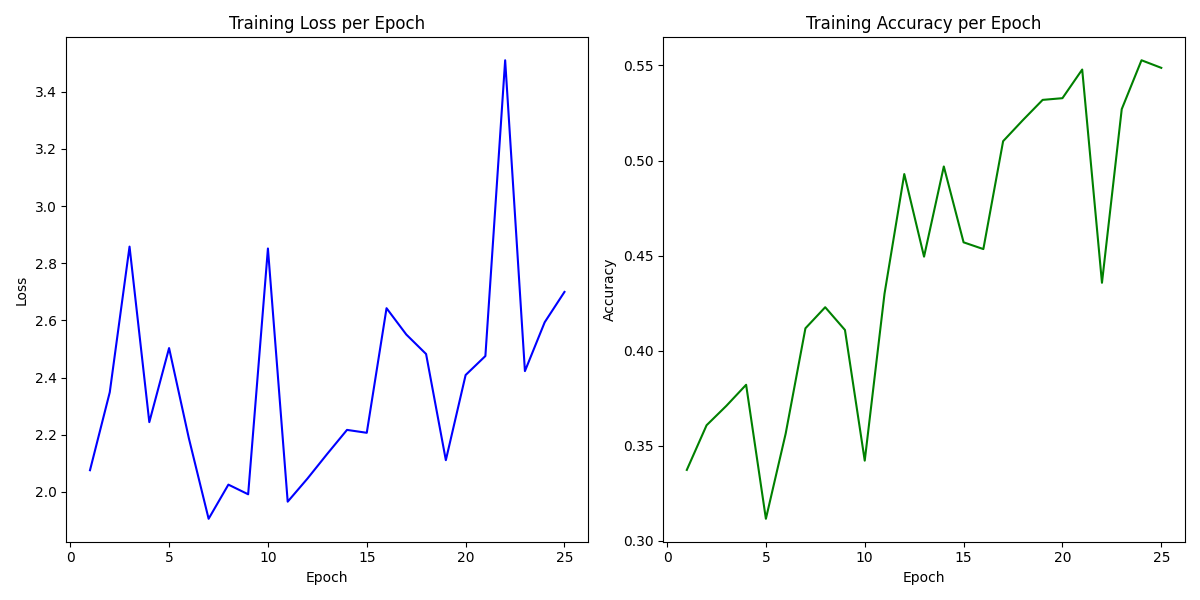 Training Loss per Epoch
Loss
3.4
3.2
3.0
2.8
2.6
2.4
2.2
2.0
0 5 10 15 20 25
Epoch
Training Accuracy per Epoch
Accuracy
0.55
0.50
0.45
0.40
0.35
0.30
0 5 10 15 20 25
Epoch